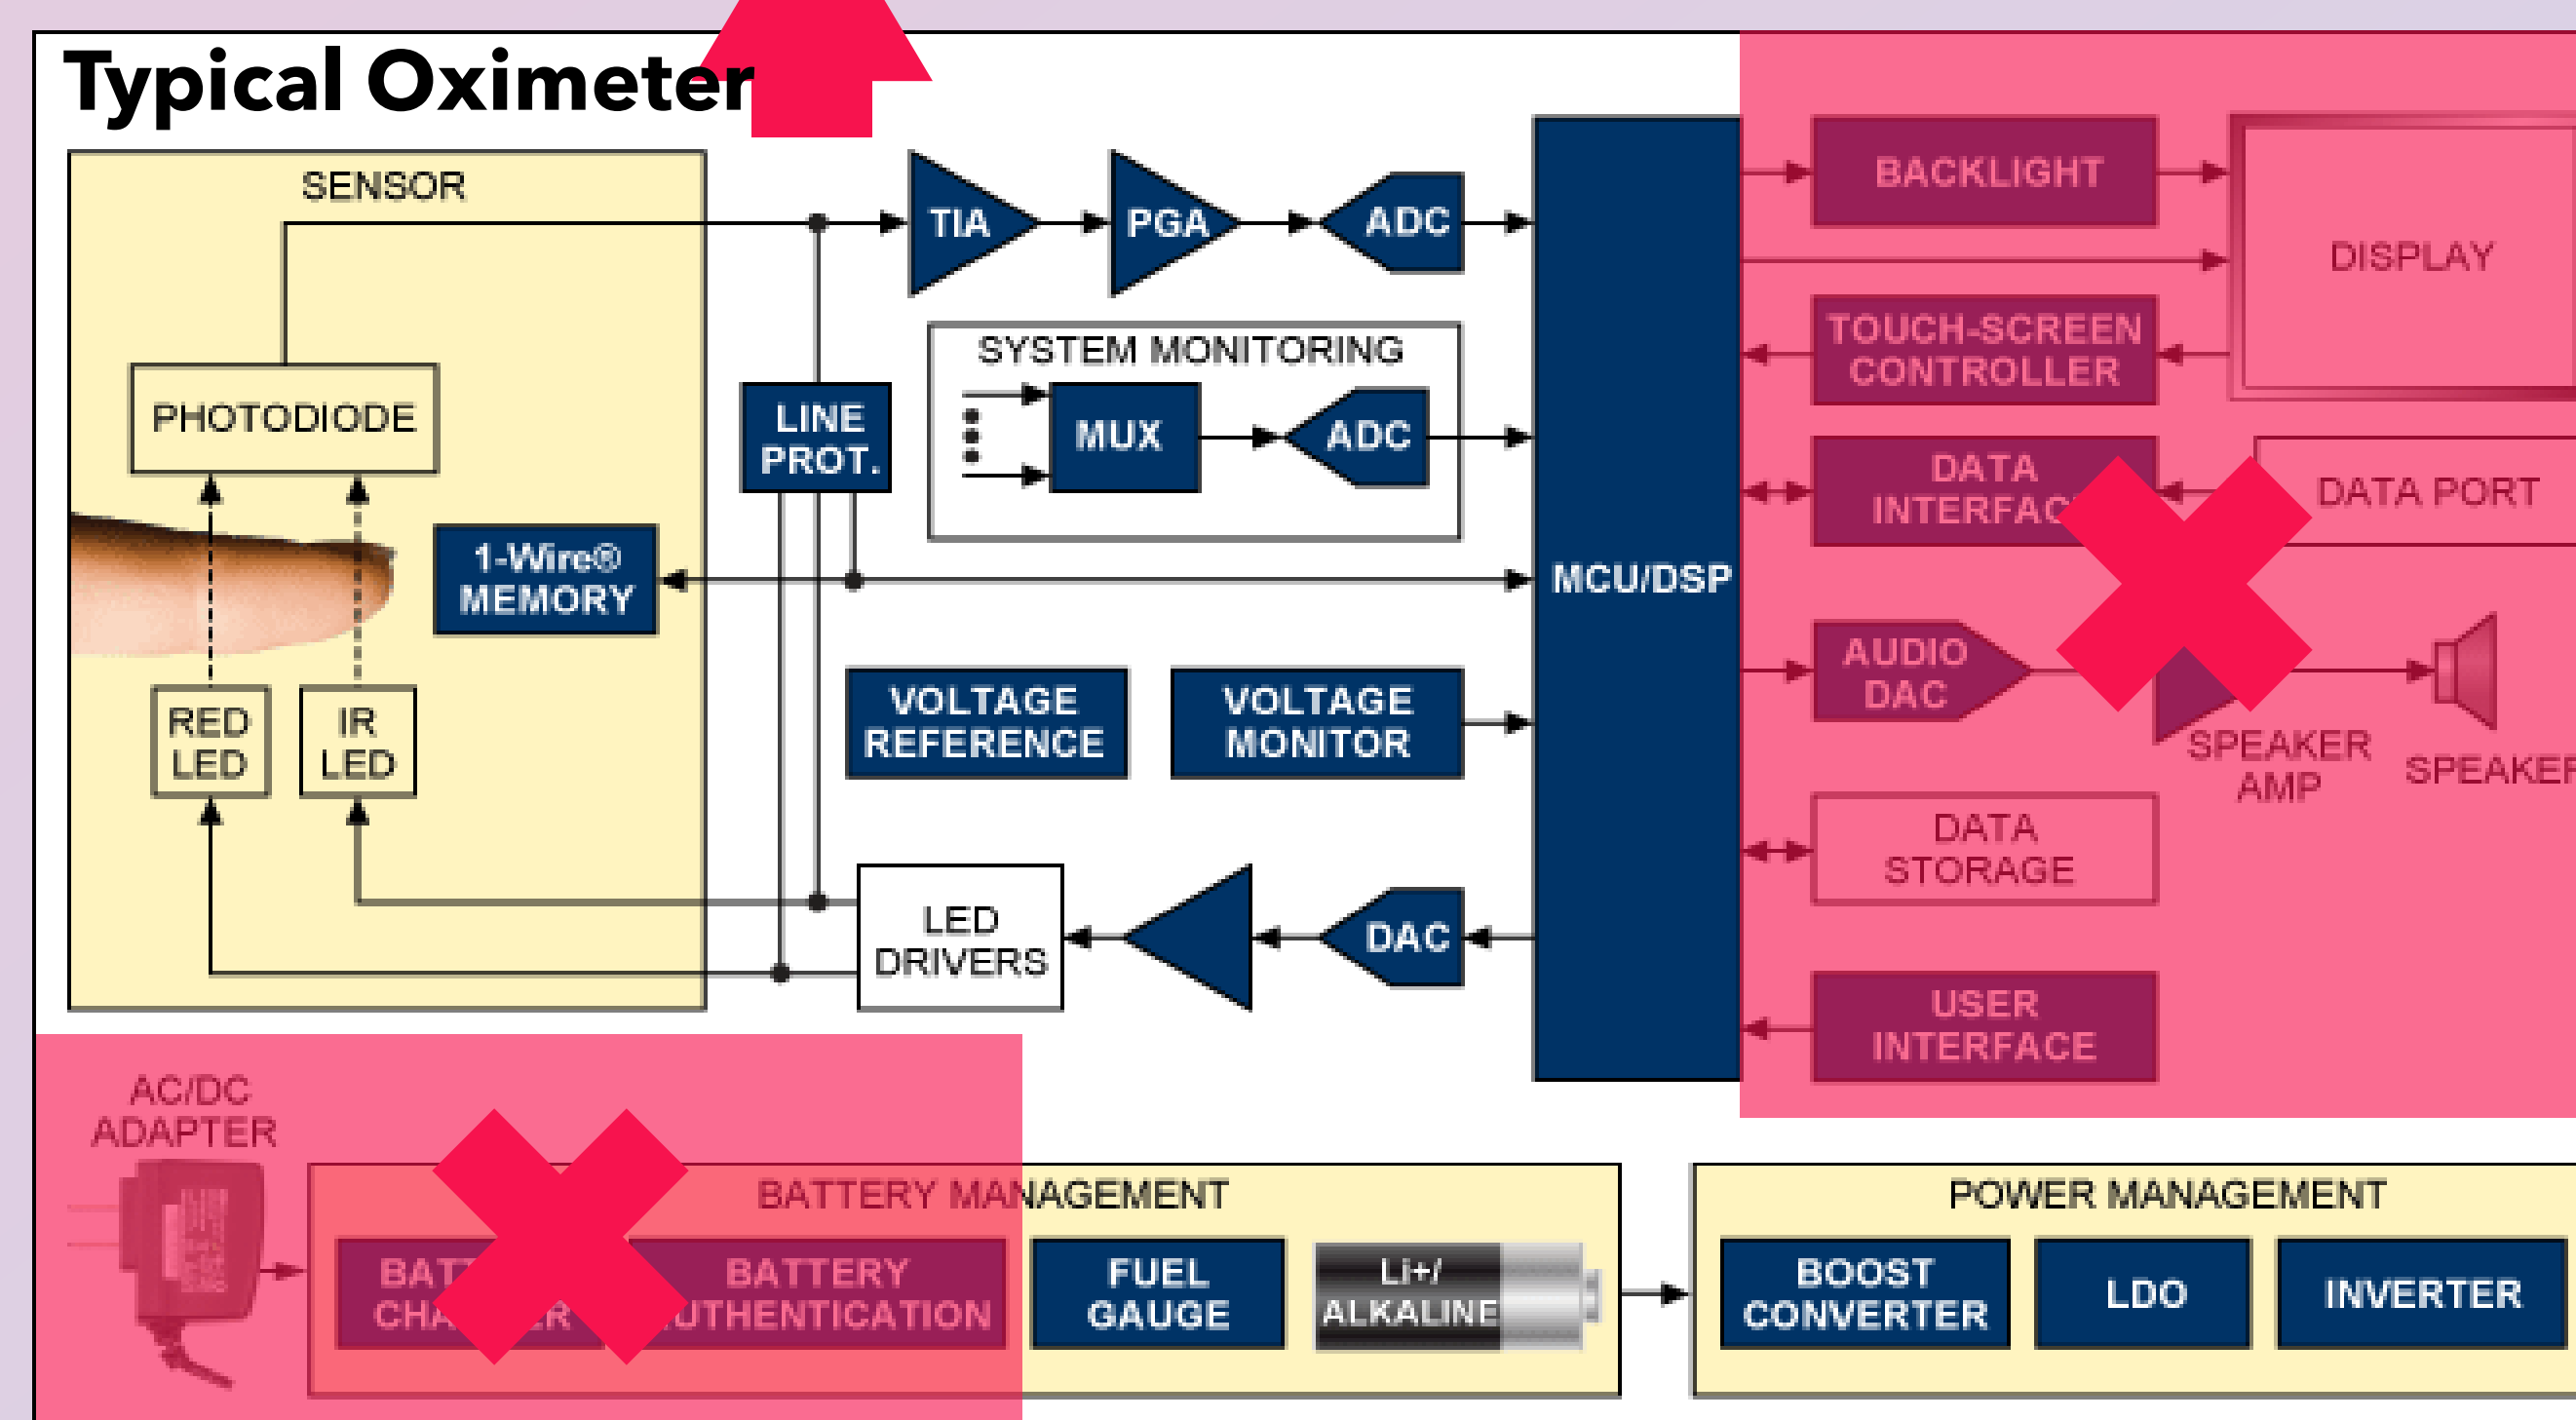 Typical Oximeter
SENSOR
PHOTODIODE
1-Wire®
MEMORY
RED
LED
IR
LED
TIA
PGA
ADC
LINE
PROT.
SYSTEM MONITORING
MUX
ADC
VOLTAGE
REFERENCE
VOLTAGE
MONITOR
LED
DRIVERS
DAC
MCU/DSP
BACKLIGHT
DISPLAY
TOUCH-SCREEN
CONTROLLER
DATA
INTERFAC
DATA PORT
AUDIO
DAC
SPEAKER
AMP
SPEAKER
DATA
STORAGE
USER
INTERFACE
AC/DC
ADAPTER
BATTERY MANAGEMENT
BATTERY
UTHENTICATION
FUEL
GAUGE
Li+/
ALKALINE
POWER MANAGEMENT
BOOST
CONVERTER
LDO
INVERTER